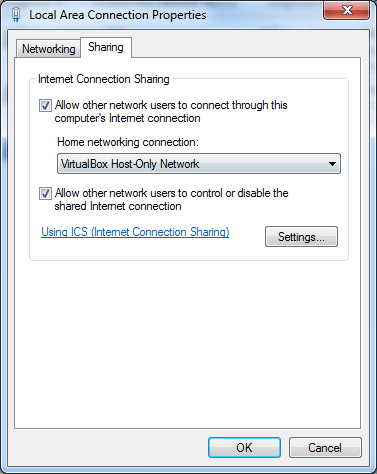 Local Area Connection Properties
Networking
Sharing
Internet Connection Sharing
Allow other network users to connect through this
computer's Internet connection
Home networking connection:
VirtualBox Host-Only Network
Allow other network users to control or disable the
shared Internet connection
Using ICS (Internet Connection Sharing)
Settings...
OK
Cancel